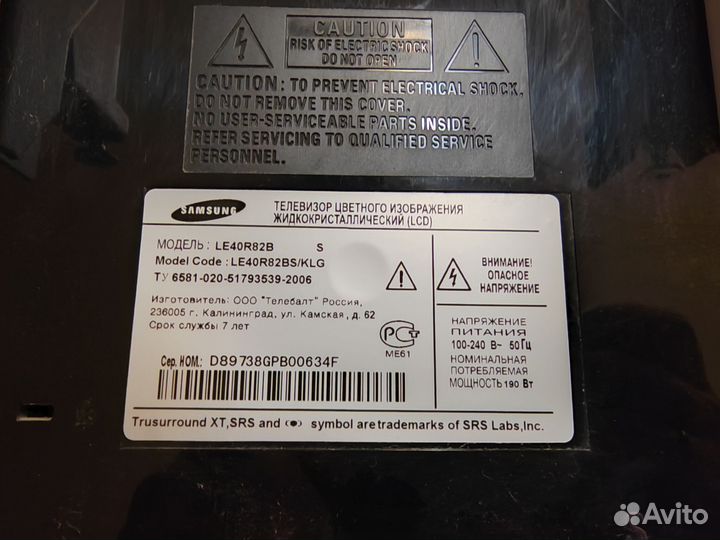 CAUTION
RISK OF ELECTRIC SHOCK
DO NOT OPEN
CAUTION: TO PREVENT ELECTRICAL SHOCK,
DO NOT REMOVE THIS COVER.
NO USER-SERVICEABLE PARTS INSIDE.
REFER SERVICING TO QUALIFIED SERVICE
PERSONNEL.
SAMSUNG
ТЕЛЕВИЗОР ЦВЕТНОГО ИЗОБРАЖЕНИЯ
ЖИДКОКРИСТАЛЛИЧЕСКИЙ (LCD)
МОДЕЛЬ: LE40R82B S
Model Code : LE40R82BS/KLG
ТУ 6581-020-51793539-2006
Изготовитель: ООО "Телебалт" Россия,
236005 г. Калининград, ул. Камская, д. 62
Срок службы 7 лет
РСТ
МЕ61
ВНИМАНИЕ!
ОПАСНОЕ
НАПРЯЖЕНИЕ
НАПРЯЖЕНИЕ
ПИТАНИЯ
100-240 В~ 50Гц
НОМИНАЛЬНАЯ
ПОТРЕБЛЯЕМАЯ
МОЩНОСТЬ 190 Вт
Сер. НОМ.: D89738GPB00634F
Trusurround XT,SRS and (●) symbol aretrademarks of SRS Labs,Inc.
Avito